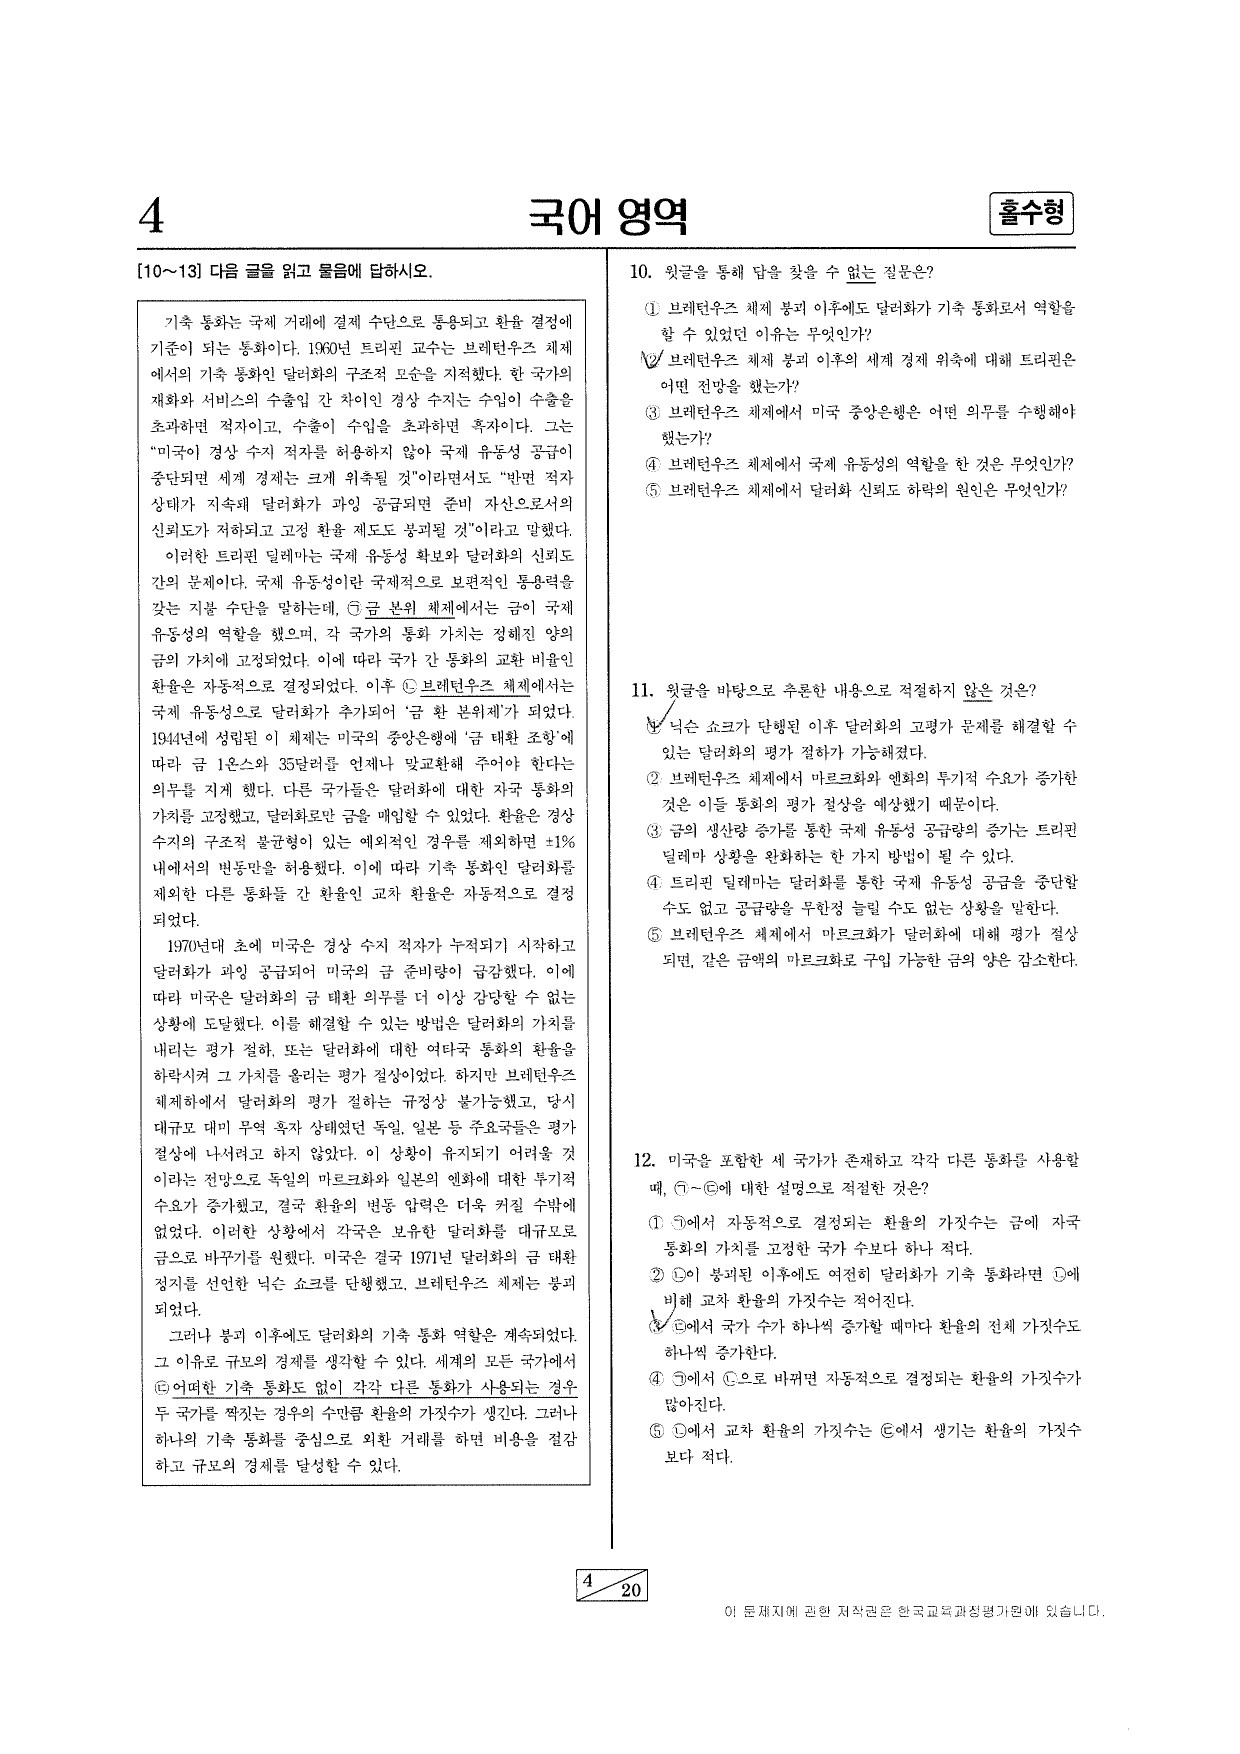 4
국어 영역
홀수형
[10～13] 다음 글을 읽고 물음에 답하시오.
기축 통화는 국제 거래에 결제 수단으로 통용되고 환율 결정에
기준이 되는 통화이다. 1960년 트리핀 교수는 브레턴우즈 체제
에서의 기축 통화인 달러화의 구조적 모순을 지적했다. 한 국가의
재화와 서비스의 수출입 간 차이인 경상 수지는 수입이 수출을
초과하면 적자이고, 수출이 수입을 초과하면 흑자이다. 그는
“미국이 경상 수지 적자를 허용하지 않아 국제 유동성 공급이
중단되면 세계 경제는 크게 위축될 것”이라면서도 “반면 적자
상태가 지속돼 달러화가 과잉 공급되면 준비 자산으로서의
신뢰도가 저하되고 고정 환율 제도도 붕괴될 것”이라고 말했다.
이러한 트리핀 딜레마는 국제 유동성 확보와 달러화의 신뢰도
간의 문제이다. 국제 유동성이란 국제적으로 보편적인 통용력을
갖는 지불 수단을 말하는데, ㉠금 본위 체제에서는 금이 국제
유동성의 역할을 했으며, 각 국가의 통화 가치는 정해진 양의
금의 가치에 고정되었다. 이에 따라 국가 간 통화의 교환 비율인
환율은 자동적으로 결정되었다. 이후 ㉡브레턴우즈 체제에서는
국제 유동성으로 달러화가 추가되어 ‘금 환 본위제’가 되었다.
1944년에 성립된 이 체제는 미국의 중앙은행에 ‘금 태환 조항’에
따라 금 1온스와 35달러를 언제나 맞교환해 주어야 한다는
의무를 지게 했다. 다른 국가들은 달러화에 대한 자국 통화의
가치를 고정했고, 달러화로만 금을 매입할 수 있었다. 환율은 경상
수지의 구조적 불균형이 있는 예외적인 경우를 제외하면 ±1%
내에서의 변동만을 허용했다. 이에 따라 기축 통화인 달러화를
제외한 다른 통화들 간 환율인 교차 환율은 자동적으로 결정
되었다.
1970년대 초에 미국은 경상 수지 적자가 누적되기 시작하고
달러화가 과잉 공급되어 미국의 금 준비량이 급감했다. 이에
따라 미국은 달러화의 금 태환 의무를 더 이상 감당할 수 없는
상황에 도달했다. 이를 해결할 수 있는 방법은 달러화의 가치를
내리는 평가 절하, 또는 달러화에 대한 여타국 통화의 환율을
하락시켜 그 가치를 올리는 평가 절상이었다. 하지만 브레턴우즈
체제하에서 달러화의 평가 절하는 규정상 불가능했고, 당시
대규모 대미 무역 흑자 상태였던 독일, 일본 등 주요국들은 평가
절상에 나서려고 하지 않았다. 이 상황이 유지되기 어려울 것
이라는 전망으로 독일의 마르크화와 일본의 엔화에 대한 투기적
수요가 증가했고, 결국 환율의 변동 압력은 더욱 커질 수밖에
없었다. 이러한 상황에서 각국은 보유한 달러화를 대규모로
금으로 바꾸기를 원했다. 미국은 결국 1971년 달러화의 금 태환
정지를 선언한 닉슨 쇼크를 단행했고, 브레턴우즈 체제는 붕괴
되었다.
그러나 붕괴 이후에도 달러화의 기축 통화 역할은 계속되었다.
그 이유로 규모의 경제를 생각할 수 있다. 세계의 모든 국가에서
㉢어떠한 기축 통화도 없이 각각 다른 통화가 사용되는 경우
두 국가를 짝짓는 경우의 수만큼 환율의 가짓수가 생긴다. 그러나
하나의 기축 통화를 중심으로 외환 거래를 하면 비용을 절감
하고 규모의 경제를 달성할 수 있다.
10. 윗글을 통해 답을 찾을 수 없는 질문은?
① 브레턴우즈 체제 붕괴 이후에도 달러화가 기축 통화로서 역할을
할 수 있었던 이유는 무엇인가?
② 브레턴우즈 체제 붕괴 이후의 세계 경제 위축에 대해 트리핀은
어떤 전망을 했는가?
③ 브레턴우즈 체제에서 미국 중앙은행은 어떤 의무를 수행해야
했는가?
④ 브레턴우즈 체제에서 국제 유동성의 역할을 한 것은 무엇인가?
⑤ 브레턴우즈 체제에서 달러화 신뢰도 하락의 원인은 무엇인가?
11. 윗글을 바탕으로 추론한 내용으로 적절하지 않은 것은?
① 닉슨 쇼크가 단행된 이후 달러화의 고평가 문제를 해결할 수
있는 달러화의 평가 절하가 가능해졌다.
② 브레턴우즈 체제에서 마르크화와 엔화의 투기적 수요가 증가한
것은 이들 통화의 평가 절상을 예상했기 때문이다.
③ 금의 생산량 증가를 통한 국제 유동성 공급량의 증가는 트리핀
딜레마 상황을 완화하는 한 가지 방법이 될 수 있다.
④ 트리핀 딜레마는 달러화를 통한 국제 유동성 공급을 중단할
수도 없고 공급량을 무한정 늘릴 수도 없는 상황을 말한다.
⑤ 브레턴우즈 체제에서 마르크화가 달러화에 대해 평가 절상
되면, 같은 금액의 마르크화로 구입 가능한 금의 양은 감소한다.
12. 미국을 포함한 세 국가가 존재하고 각각 다른 통화를 사용할
때, ㉠~㉢에 대한 설명으로 적절한 것은?
① ㉠에서 자동적으로 결정되는 환율의 가짓수는 금에 자국
통화의 가치를 고정한 국가 수보다 하나 적다.
② ㉡이 붕괴된 이후에도 여전히 달러화가 기축 통화라면 ㉡에
비해 교차 환율의 가짓수는 적어진다.
③ ㉢에서 국가 수가 하나씩 증가할 때마다 환율의 전체 가짓수도
하나씩 증가한다.
④ ㉠에서 ㉡으로 바뀌면 자동적으로 결정되는 환율의 가짓수가
많아진다.
⑤ ㉡에서 교차 환율의 가짓수는 ㉢에서 생기는 환율의 가짓수
보다 적다.
4
20
이 문제지에 관한 저작권은 한국교육과정평가원에 있습니다.